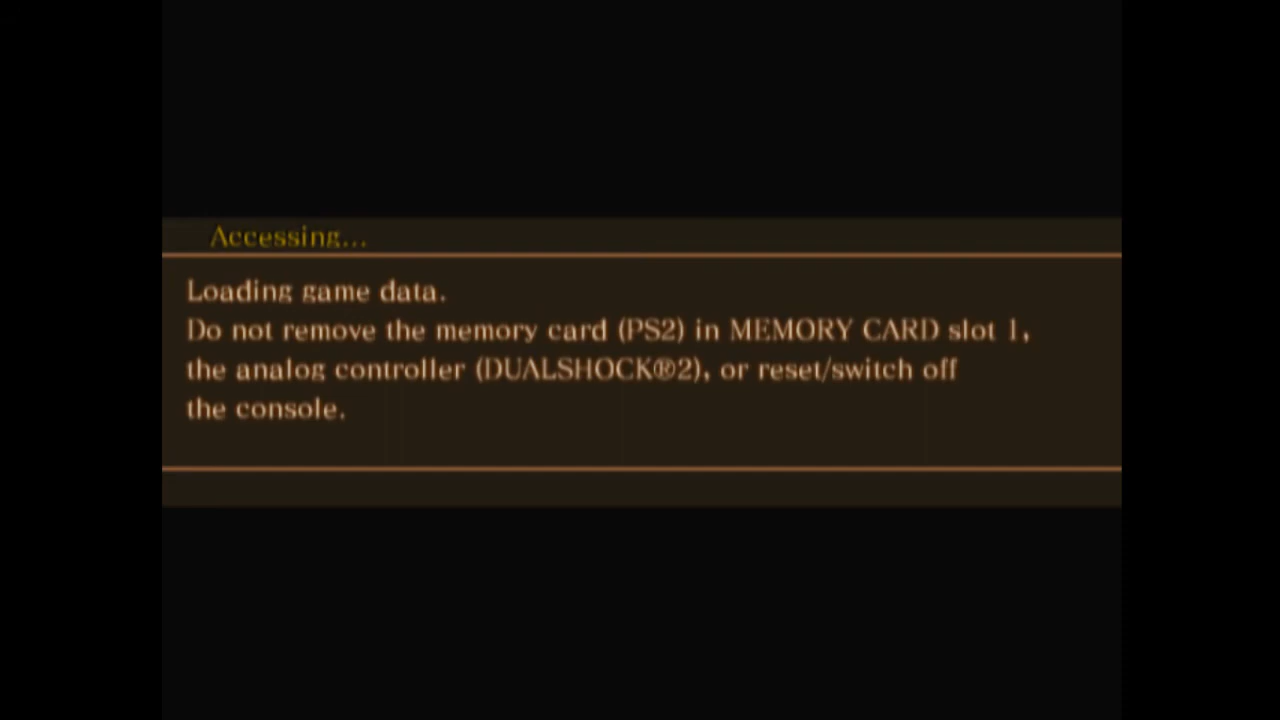 Accessing...
Loading game data.
Do not remove the memory card (PS2) in MEMORY CARD slot 1,
the analog controller (DUALSHOCK®2), or reset/switch off
the console.